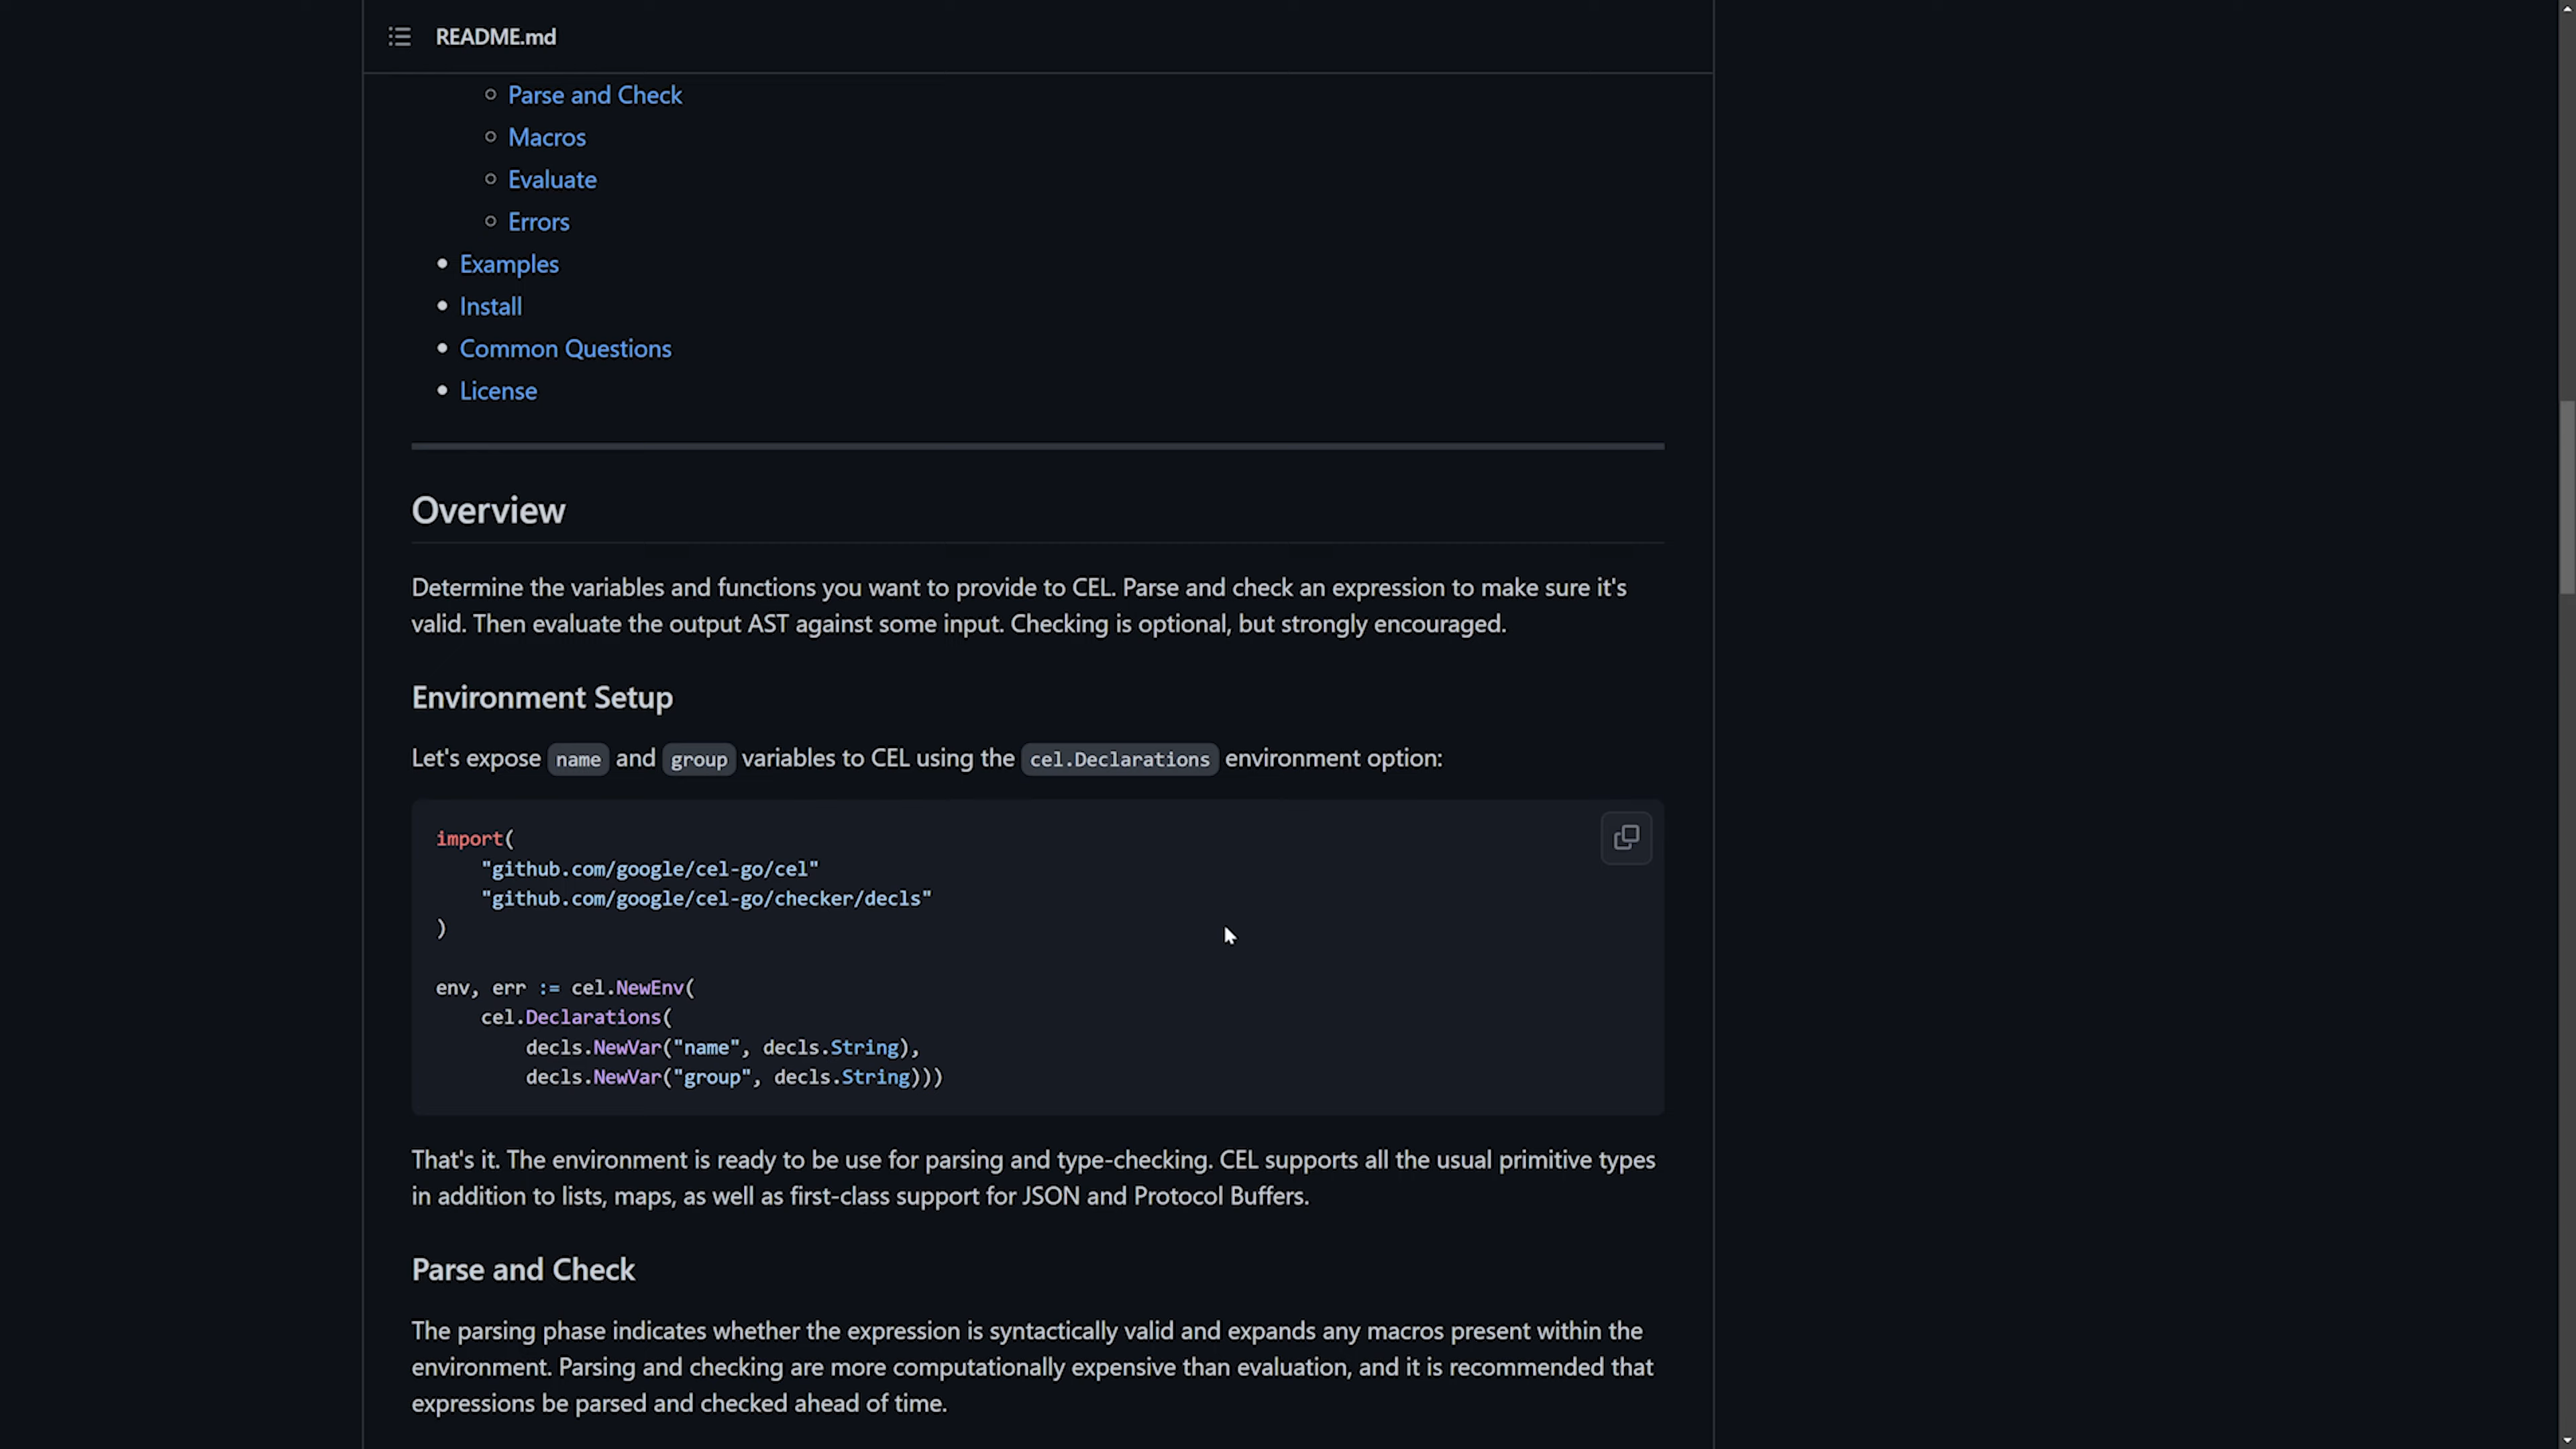 README.md
Parse and Check
Macros
Evaluate
Errors
Examples
Install
Common Questions
License
Overview
Determine the variables and functions you want to provide to CEL. Parse and check an expression to make sure it's
valid. Then evaluate the output AST against some input. Checking is optional, but strongly encouraged.
Environment Setup
Let's expose name and group variables to CEL using the cel.Declarations environment option:
import(
    "github.com/google/cel-go/cel"
    "github.com/google/cel-go/checker/decls"
)
env, err := cel.NewEnv(
    cel.Declarations(
        decls.NewVar("name", decls.String),
        decls.NewVar("group", decls.String)))
That's it. The environment is ready to be use for parsing and type-checking. CEL supports all the usual primitive types
in addition to lists, maps, as well as first-class support for JSON and Protocol Buffers.
Parse and Check
The parsing phase indicates whether the expression is syntactically valid and expands any macros present within the
environment. Parsing and checking are more computationally expensive than evaluation, and it is recommended that
expressions be parsed and checked ahead of time.